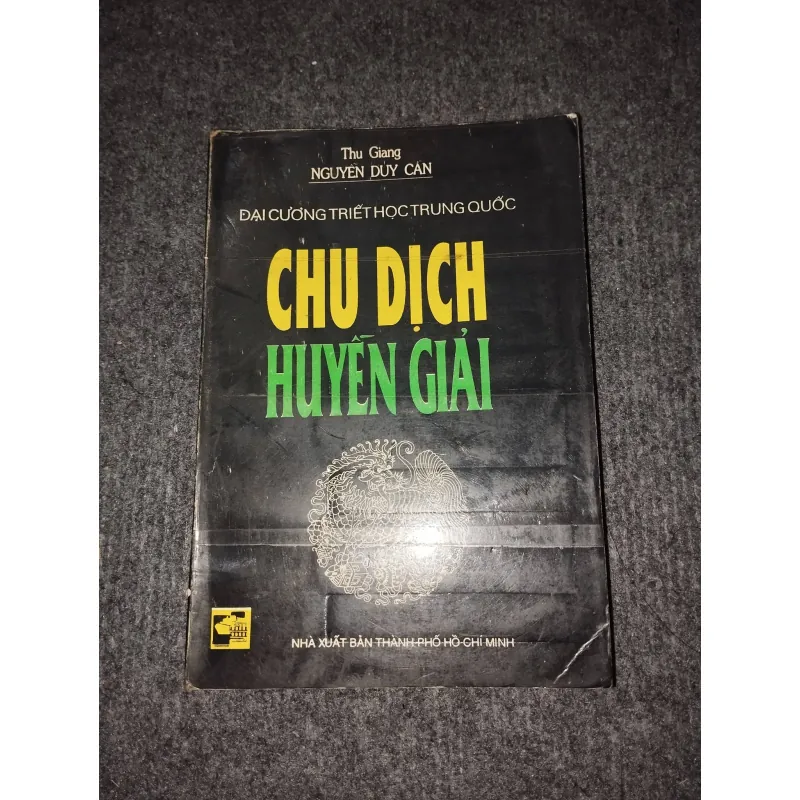 Thu Giang
NGUYỄN DUY CẦN
ĐẠI CƯƠNG TRIẾT HỌC TRUNG QUỐC
CHU DỊCH
HUYỀN GIẢI
NHÀ XUẤT BẢN THÀNH PHỐ HỒ CHÍ MINH